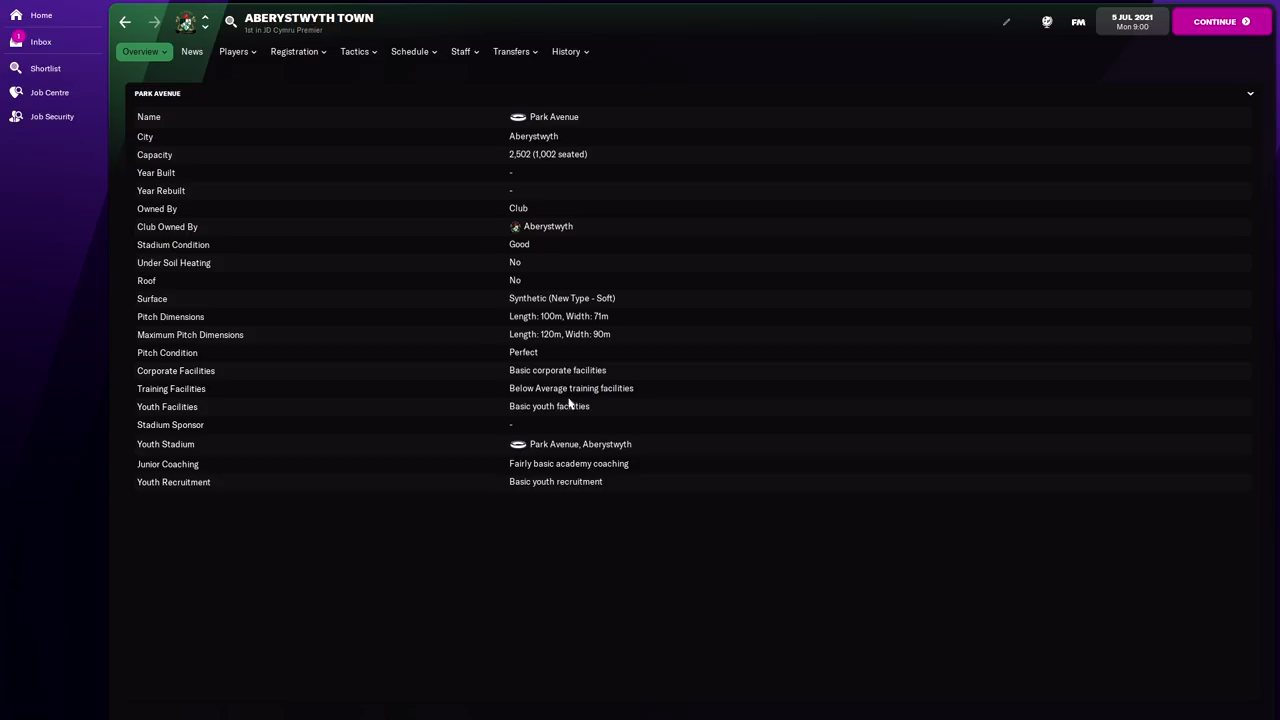 Home
1
Inbox
Shortlist
Job Centre
Job Security
ABERYSTWYTH TOWN
1st in JD Cymru Premier
FM
5 JUL 2021
Mon 9:00
CONTINUE
Overview
News
Players
Registration
Tactics
Schedule
Staff
Transfers
History
PARK AVENUE
Name Park Avenue
City Aberystwyth
Capacity 2,502 (1,002 seated)
Year Built -
Year Rebuilt -
Owned By Club
Club Owned By Aberystwyth
Stadium Condition Good
Under Soil Heating No
Roof No
Surface Synthetic (New Type - Soft)
Pitch Dimensions Length: 100m, Width: 71m
Maximum Pitch Dimensions Length: 120m, Width: 90m
Pitch Condition Perfect
Corporate Facilities Basic corporate facilities
Training Facilities Below Average training facilities
Youth Facilities Basic youth facilities
Stadium Sponsor -
Youth Stadium Park Avenue, Aberystwyth
Junior Coaching Fairly basic academy coaching
Youth Recruitment Basic youth recruitment